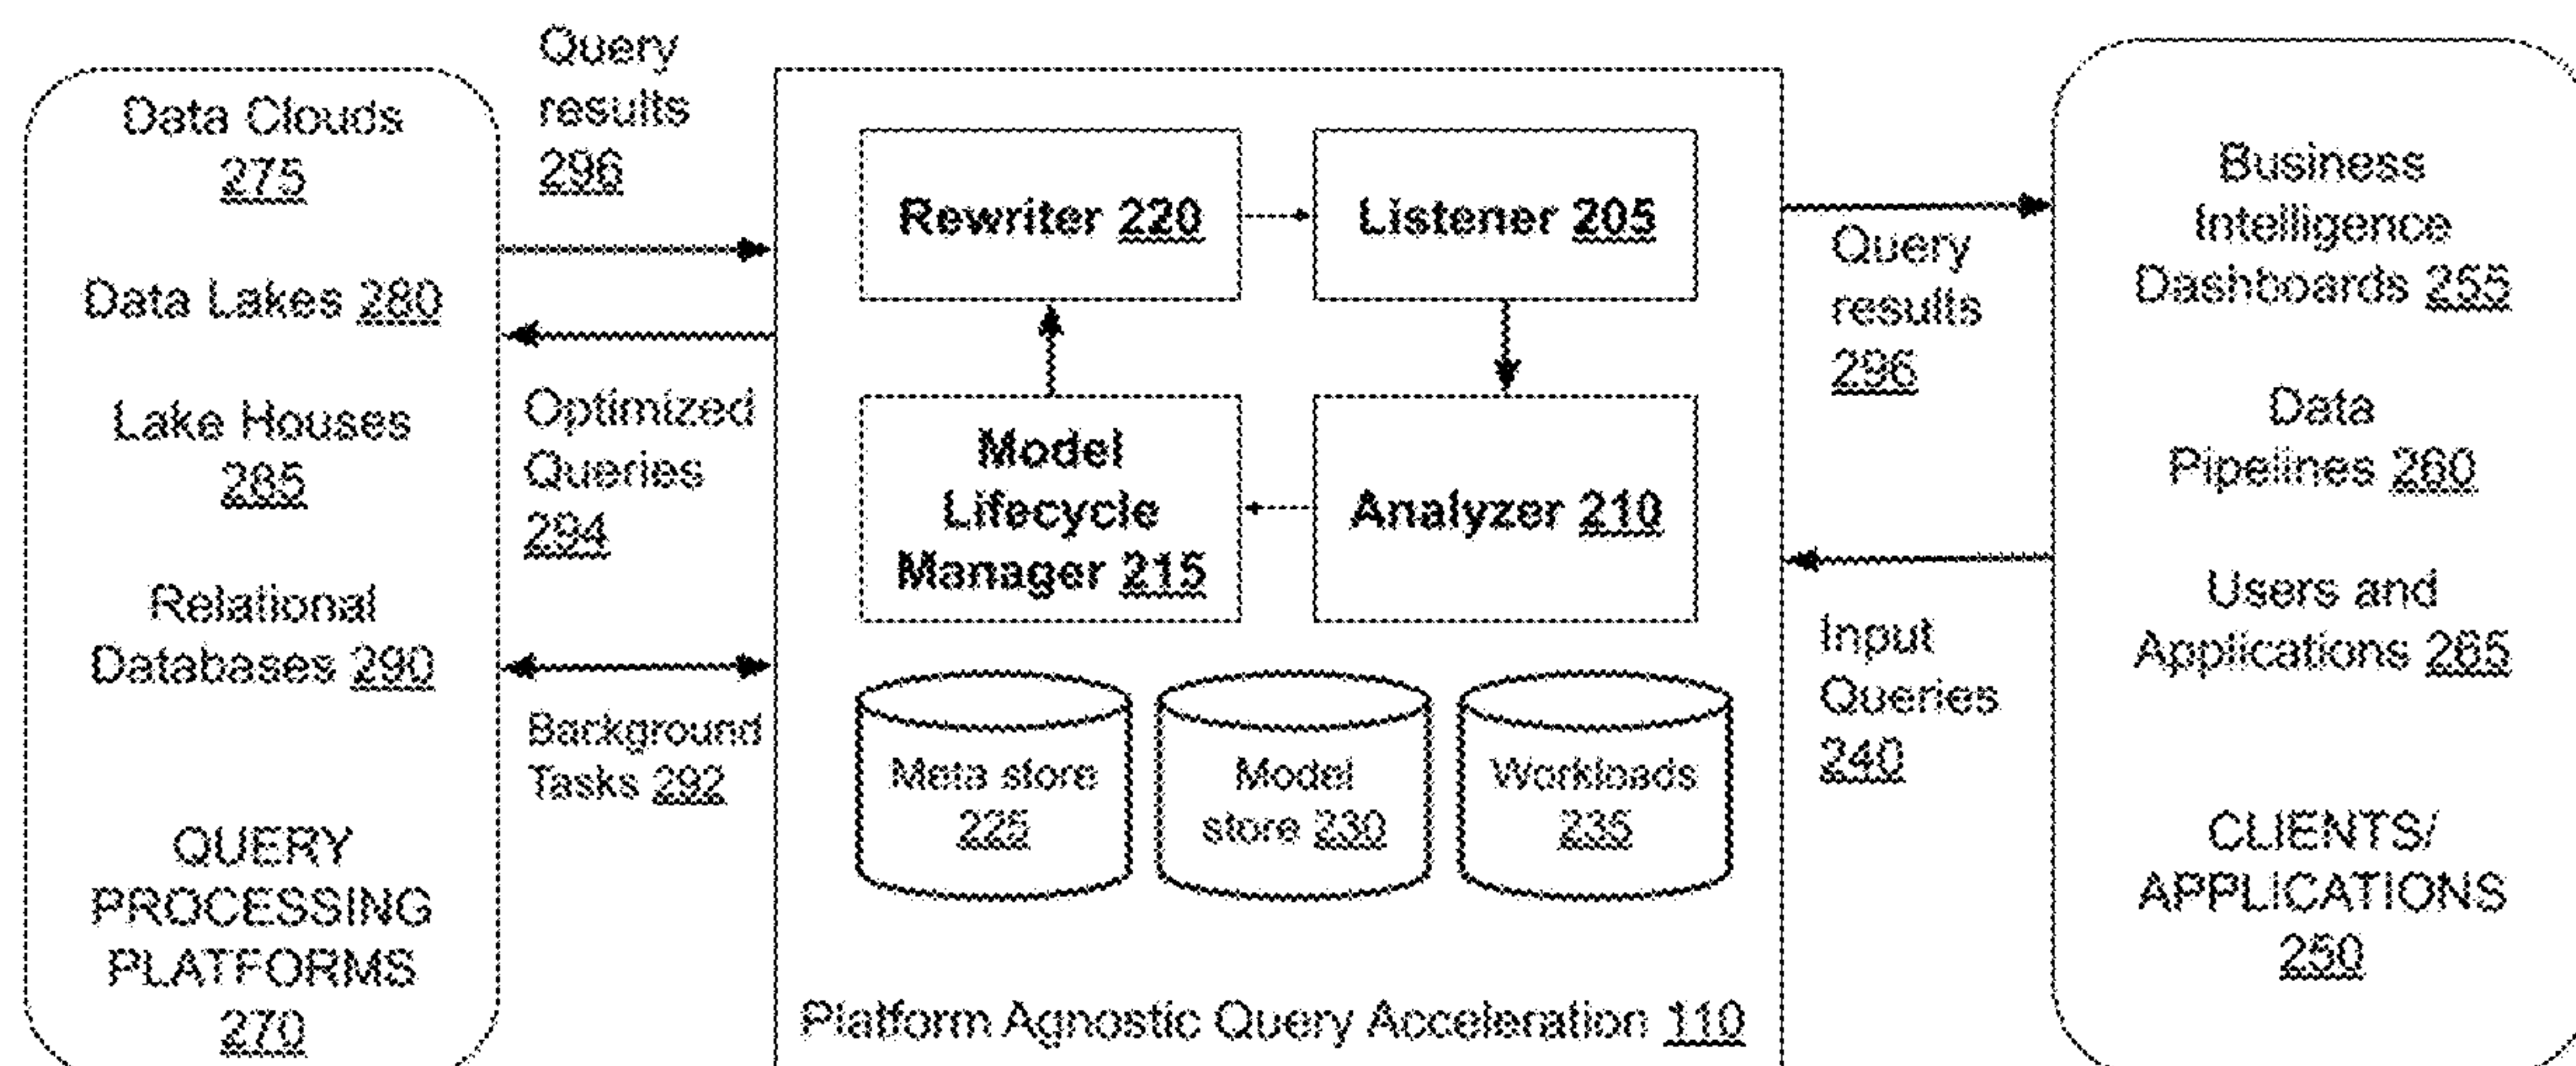 Data Clouds
275
Data Lakes 280
Lake Houses
285
Relational
Databases 290
QUERY
PROCESSING
PLATFORMS
270
Query
results
296
Optimized
Queries
294
Background
Tasks 292
Rewriter 220
Listener 205
Model
Lifecycle
Manager 215
Analyzer 210
Meta store
225
Model
store 230
Workloads
235
Platform Agnostic Query Acceleration 110
Query
results
296
Input
Queries
240
Business
Intelligence
Dashboards 255
Data
Pipelines 260
Users and
Applications 265
CLIENTS/
APPLICATIONS
250